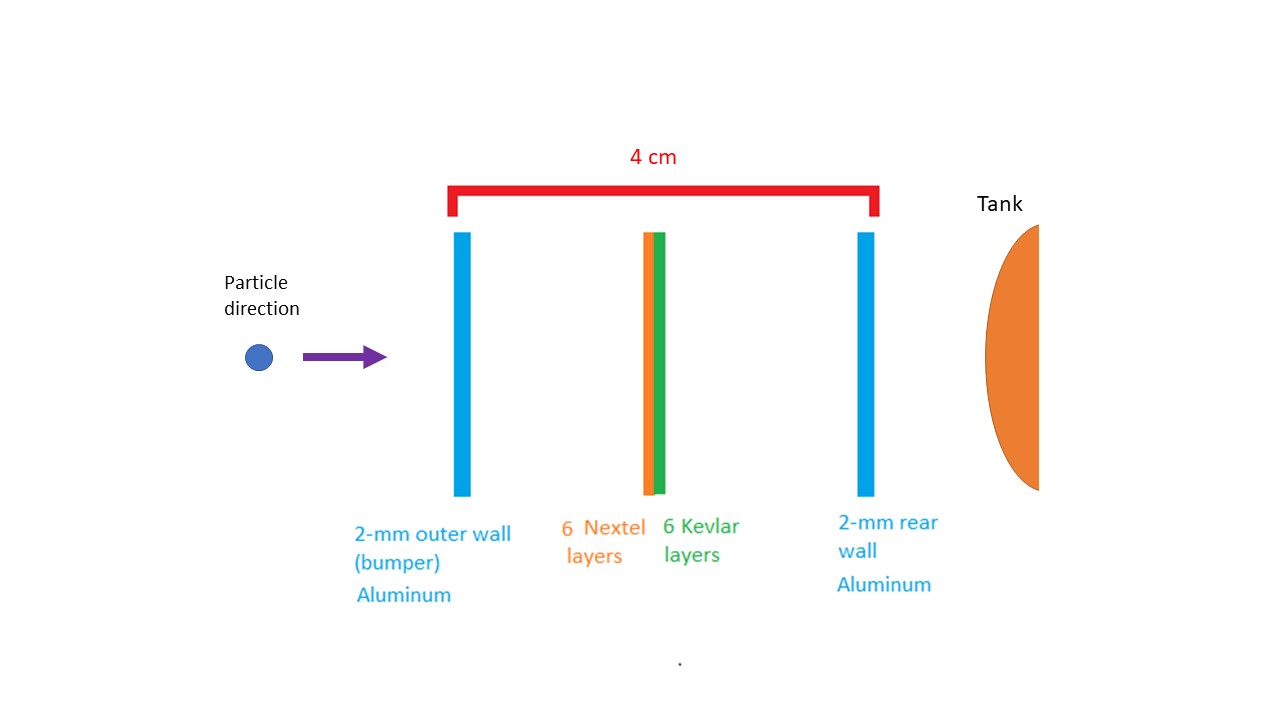 4 cm
Tank
Particle
direction
2-mm outer wall
(bumper)
Aluminum
6 Nextel
layers
6 Kevlar
layers
2-mm rear
wall
Aluminum
.